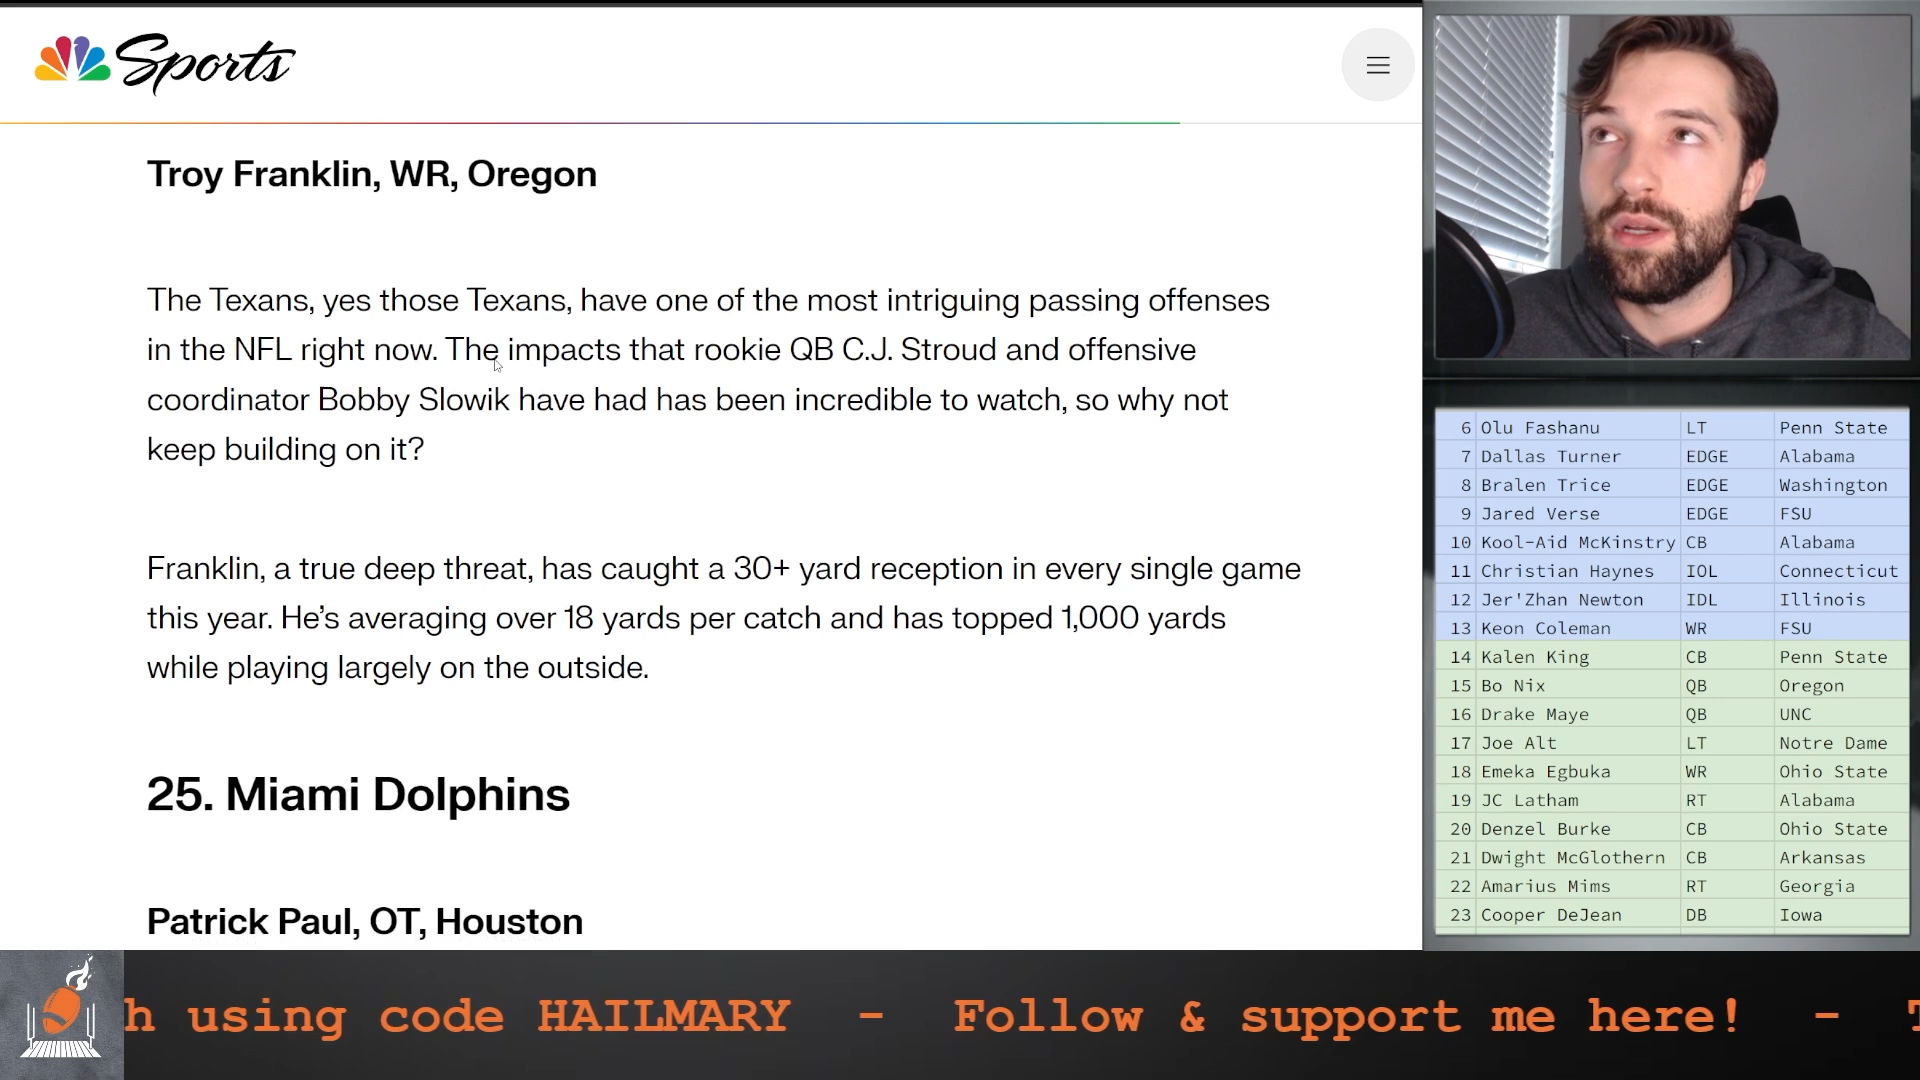 Sports
Troy Franklin, WR, Oregon
The Texans, yes those Texans, have one of the most intriguing passing offenses
in the NFL right now. The impacts that rookie QB C.J. Stroud and offensive
coordinator Bobby Slowik have had has been incredible to watch, so why not
keep building on it?
Franklin, a true deep threat, has caught a 30+ yard reception in every single game
this year. He’s averaging over 18 yards per catch and has topped 1,000 yards
while playing largely on the outside.
25. Miami Dolphins
Patrick Paul, OT, Houston
6 Olu Fashanu LT Penn State
7 Dallas Turner EDGE Alabama
8 Bralen Trice EDGE Washington
9 Jared Verse EDGE FSU
10 Kool-Aid McKinstry CB Alabama
11 Christian Haynes IOL Connecticut
12 Jer'Zhan Newton IDL Illinois
13 Keon Coleman WR FSU
14 Kalen King CB Penn State
15 Bo Nix QB Oregon
16 Drake Maye QB UNC
17 Joe Alt LT Notre Dame
18 Emeka Egbuka WR Ohio State
19 JC Latham RT Alabama
20 Denzel Burke CB Ohio State
21 Dwight McGlothern CB Arkansas
22 Amarius Mims RT Georgia
23 Cooper DeJean DB Iowa
h using code HAILMARY - Follow & support me here! - T